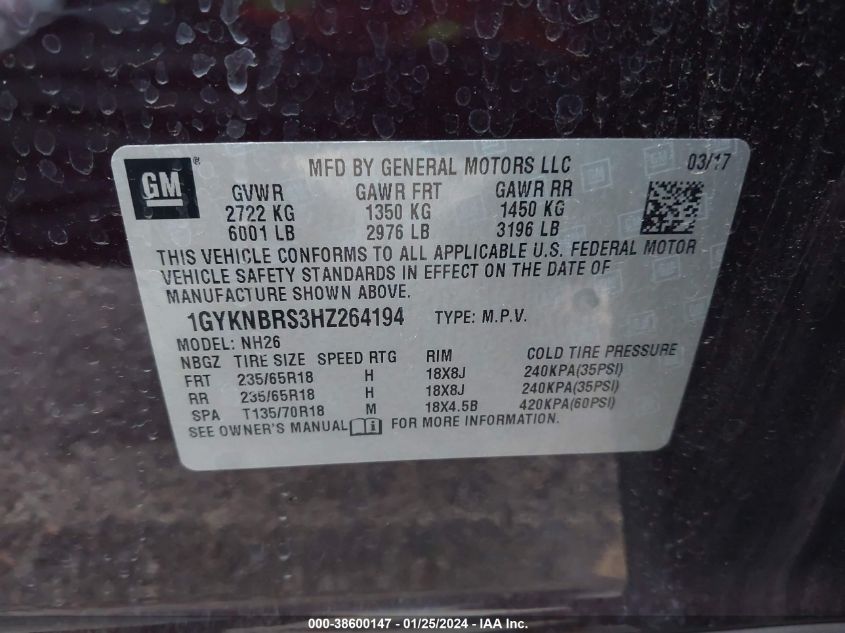 GM ® MFD BY GENERAL MOTORS LLC 03/17
GVWR GAWR FRT GAWR RR
2722 KG 1350 KG 1450 KG
6001 LB 2976 LB 3196 LB
THIS VEHICLE CONFORMS TO ALL APPLICABLE U.S. FEDERAL MOTOR
VEHICLE SAFETY STANDARDS IN EFFECT ON THE DATE OF
MANUFACTURE SHOWN ABOVE.
1GYKNBRS3HZ264194 TYPE: M.P.V.
MODEL: NH26
NBGZ TIRE SIZE SPEED RTG RIM COLD TIRE PRESSURE
FRT 235/65R18 H 18X8J 240KPA(35PSI)
RR 235/65R18 H 18X8J 240KPA(35PSI)
SPA T135/70R18 M 18X4.5B 420KPA(60PSI)
SEE OWNER'S MANUAL i FOR MORE INFORMATION.
000-38600147 - 01/25/2024 - IAA Inc.